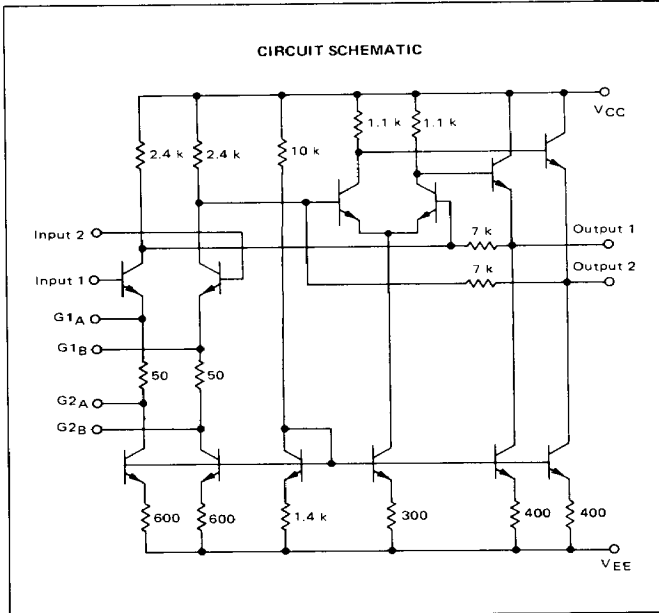 CIRCUIT SCHEMATIC
VCC
2.4 k
2.4 k
10 k
1.1 k
1.1 k
Input 2
Input 1
7 k
Output 1
7 k
Output 2
G1A
G1B
50
50
G2A
G2B
600
600
1.4 k
300
400
400
VEE